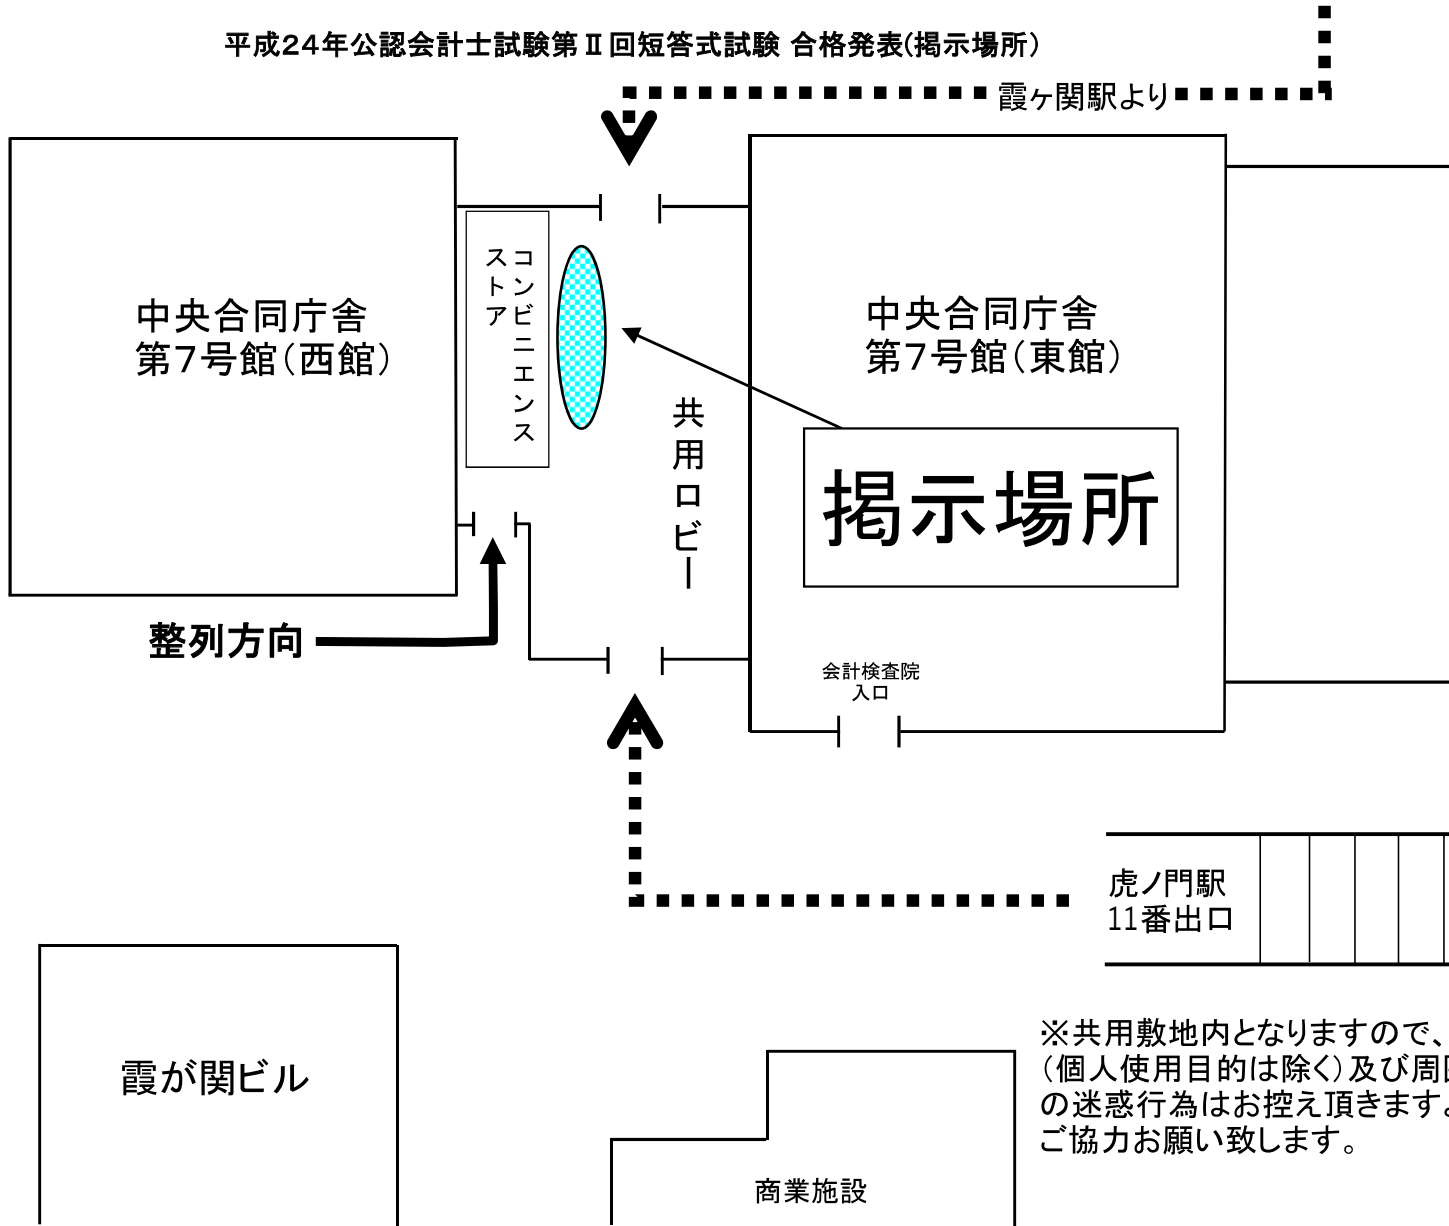 平成24年公認会計士試験第Ⅱ回短答式試験 合格発表(掲示場所)
霞ヶ関駅より
中央合同庁舎
第7号館(西館)
コンビニエンス
ストア
共用ロビー
中央合同庁舎
第7号館(東館)
掲示場所
整列方向
会計検査院
入口
虎ノ門駅
11番出口
霞が関ビル
商業施設
※共用敷地内となりますので、
(個人使用目的は除く)及び周
の迷惑行為はお控え頂きます
ご協力お願い致します。